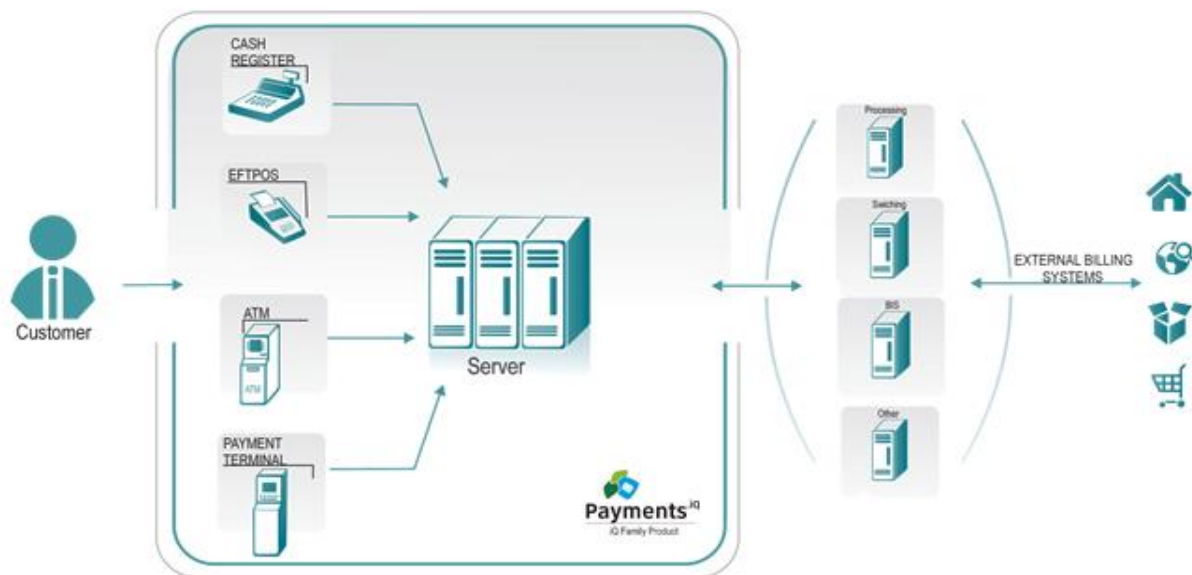 CASH
REGISTER
EFTPOS
ATM
ATM
PAYMENT
TERMINAL
Customer
Server
Payments iq
iQ Family Product
Processing
Switching
BIS
Other
EXTERNAL BILLING
SYSTEMS